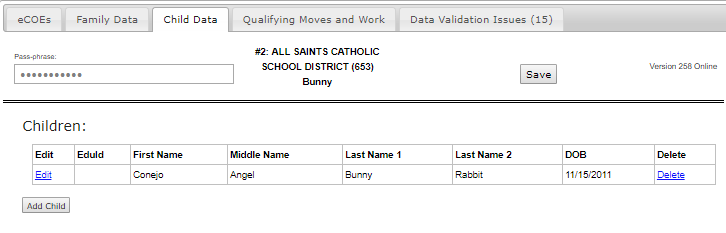 eCOEs Family Data Child Data Qualifying Moves and Work Data Validation Issues (15)
Pass-phrase:
#2: ALL SAINTS CATHOLIC
SCHOOL DISTRICT (653)
Bunny
Save
Version 258 Online
Children:
Edit EduId First Name Middle Name Last Name 1 Last Name 2 DOB Delete
Edit Conejo Angel Bunny Rabbit 11/15/2011 Delete
Add Child